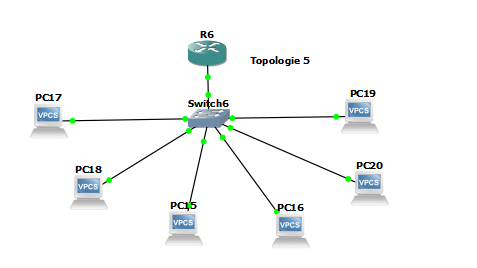 R6
Topologie 5
PC17
VPCS
Switch6
PC19
VPCS
PC18
VPCS
PC20
VPCS
PC15
VPCS
PC16
VPCS